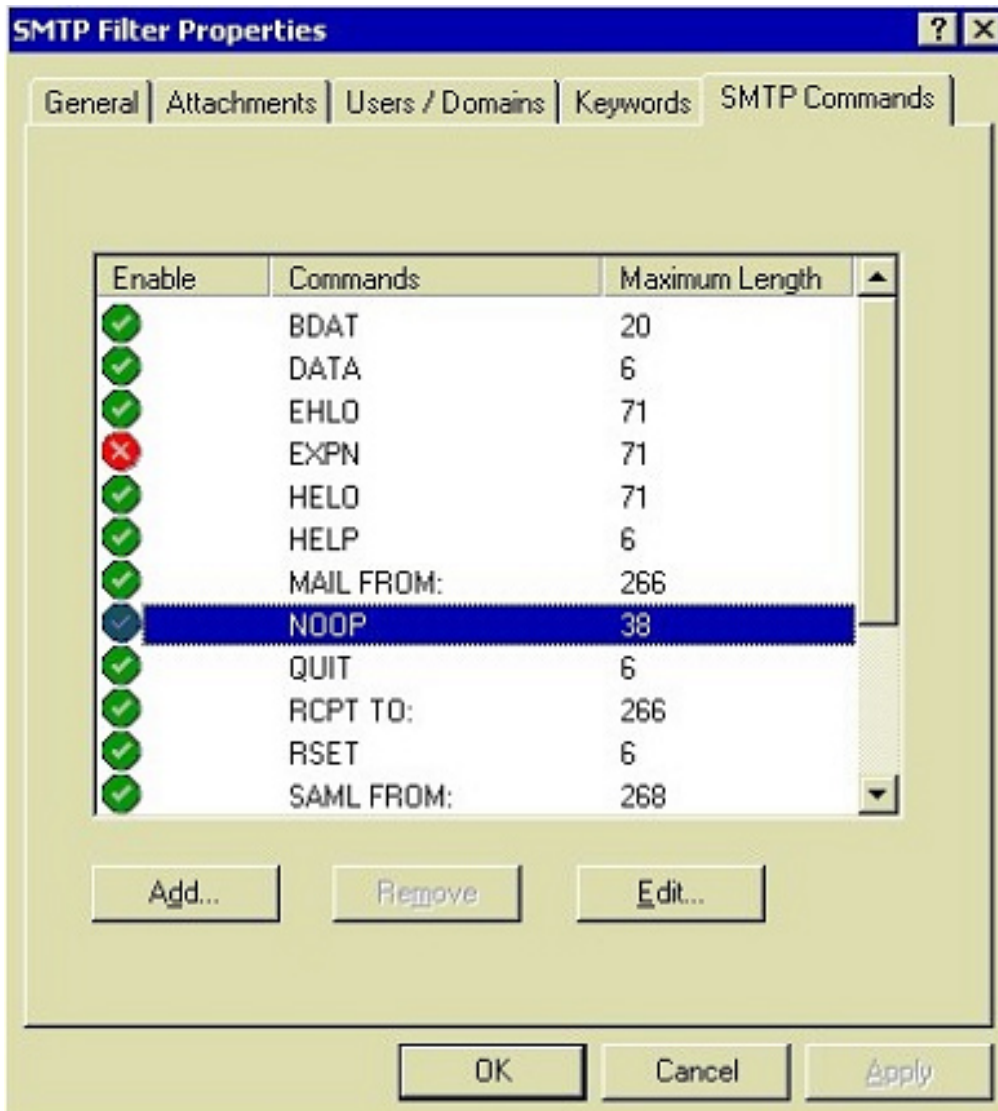 SMTP Filter Properties
General Attachments Users / Domains Keywords SMTP Commands
Enable Commands Maximum Length
BDAT 20
DATA 6
EHLO 71
EXPN 71
HELO 71
HELP 6
MAIL FROM: 266
NOOP 38
QUIT 6
RCPT TO: 266
RSET 6
SAML FROM: 268
Add... Remove Edit...
OK Cancel Apply